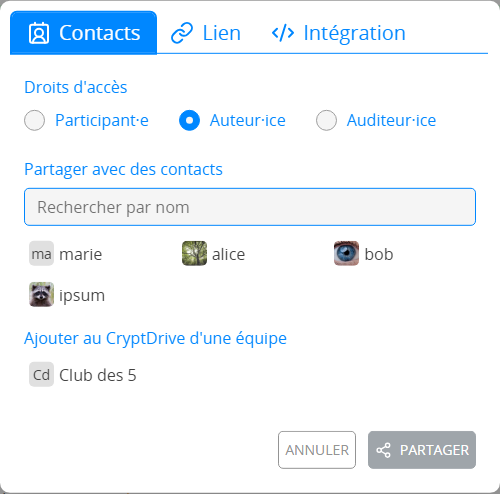 Contacts Lien Intégration
Droits d'accès
Participant·e Auteur·ice Auditeur·ice
Partager avec des contacts
Rechercher par nom
ma marie alice bob
ipsum
Ajouter au CryptDrive d'une équipe
Cd Club des 5
ANNULER PARTAGER